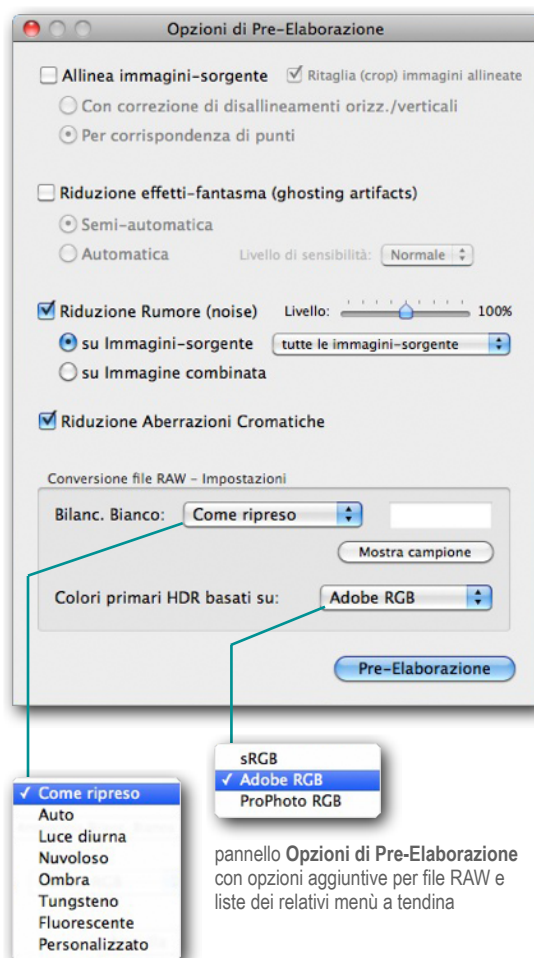 Opzioni di Pre-Elaborazione
Allinea immagini-sorgente Ritaglia (crop) immagini allineate
Con correzione di disallineamenti orizz./verticali
Per corrispondenza di punti
Riduzione effetti-fantasma (ghosting artifacts)
Semi-automatica
Automatica Livello di sensibilità: Normale
Riduzione Rumore (noise) Livello: 100%
su Immagini-sorgente tutte le immagini-sorgente
su Immagine combinata
Riduzione Aberrazioni Cromatiche
Conversione file RAW - Impostazioni
Bilanc. Bianco: Come ripreso
Mostra campione
Colori primari HDR basati su: Adobe RGB
Pre-Elaborazione
sRGB
Adobe RGB
ProPhoto RGB
Come ripreso
Auto
Luce diurna
Nuvoloso
Ombra
Tungsteno
Fluorescente
Personalizzato
pannello Opzioni di Pre-Elaborazione
con opzioni aggiuntive per file RAW e
liste dei relativi menù a tendina